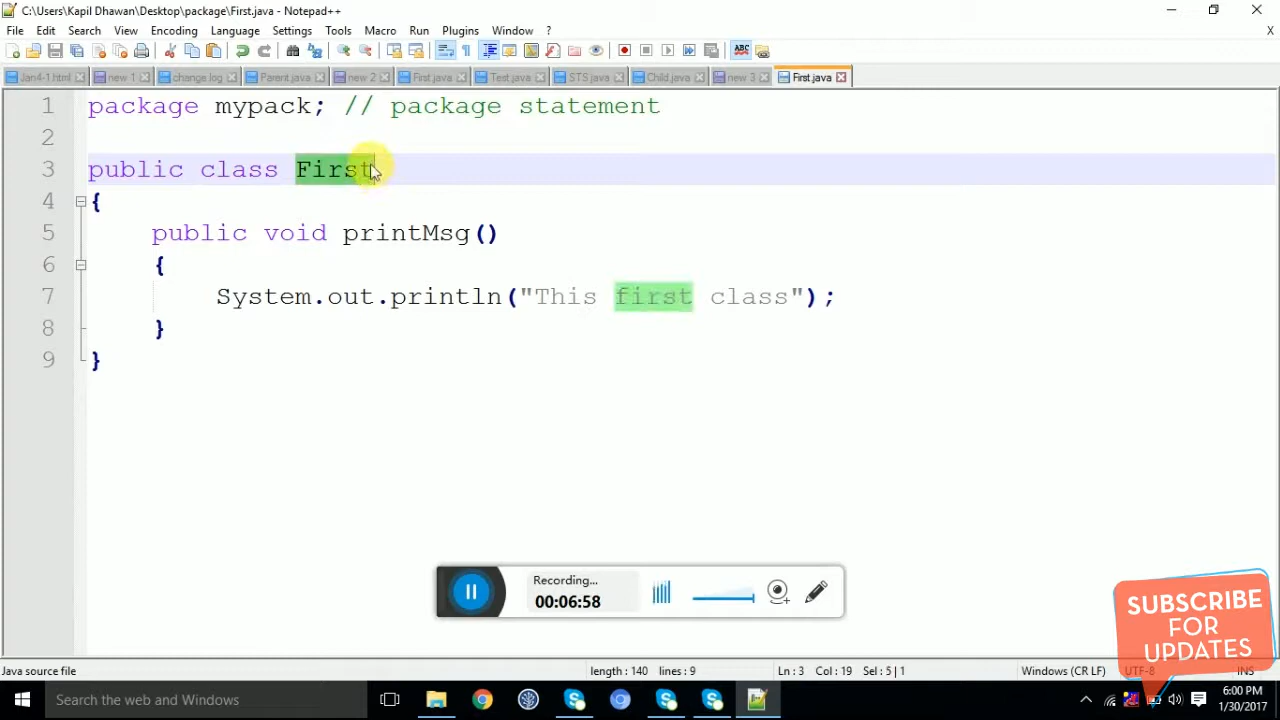 C:\Users\Kapil Dhawan\Desktop\package\First.java - Notepad++
File Edit Search View Encoding Language Settings Tools Macro Run Plugins Window ? X
Jan4-1.html new 1 change.log Parent.java new 2 First.java Test.java STS.java Child.java new 3 First.java
1 package mypack; // package statement
2
3 public class First
4 {
5 public void printMsg()
6 {
7 System.out.println("This first class");
8 }
9 }
Recording...
00:06:58
SUBSCRIBE
FOR
UPDATES
Java source file length : 140 lines : 9 Ln : 3 Col : 19 Sel : 5 | 1 Windows (CR LF) UTF-8 INS
Search the web and Windows
6:00 PM
1/30/2017